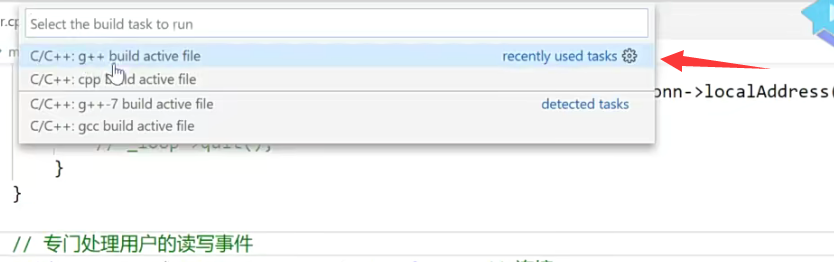 r.cp
Select the build task to run
C/C++: g++ build active file recently used tasks
C/C++: cpp build active file
C/C++: g++-7 build active file detected tasks
C/C++: gcc build active file
onn->localAddress(
// _loop->quit();
}
}
// 专门处理用户的读写事件